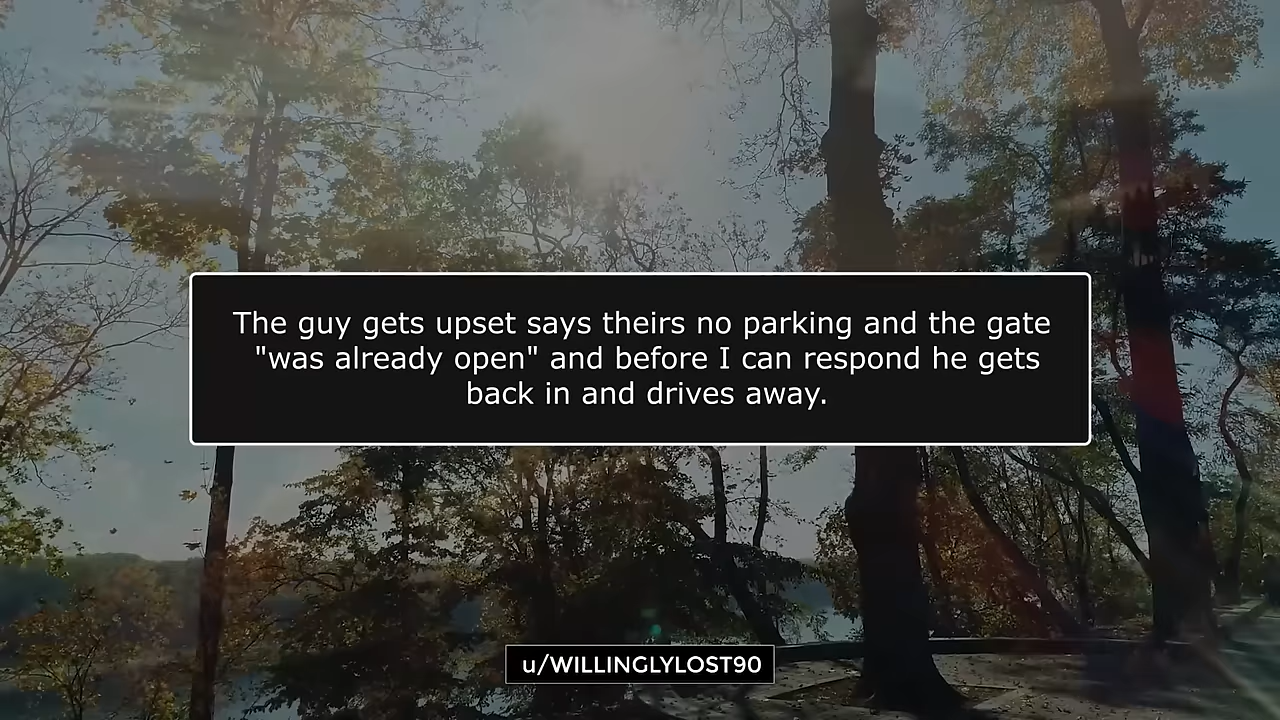 The guy gets upset says theirs no parking and the gate
"was already open" and before I can respond he gets
back in and drives away.
u/WILLINGLYLOST90